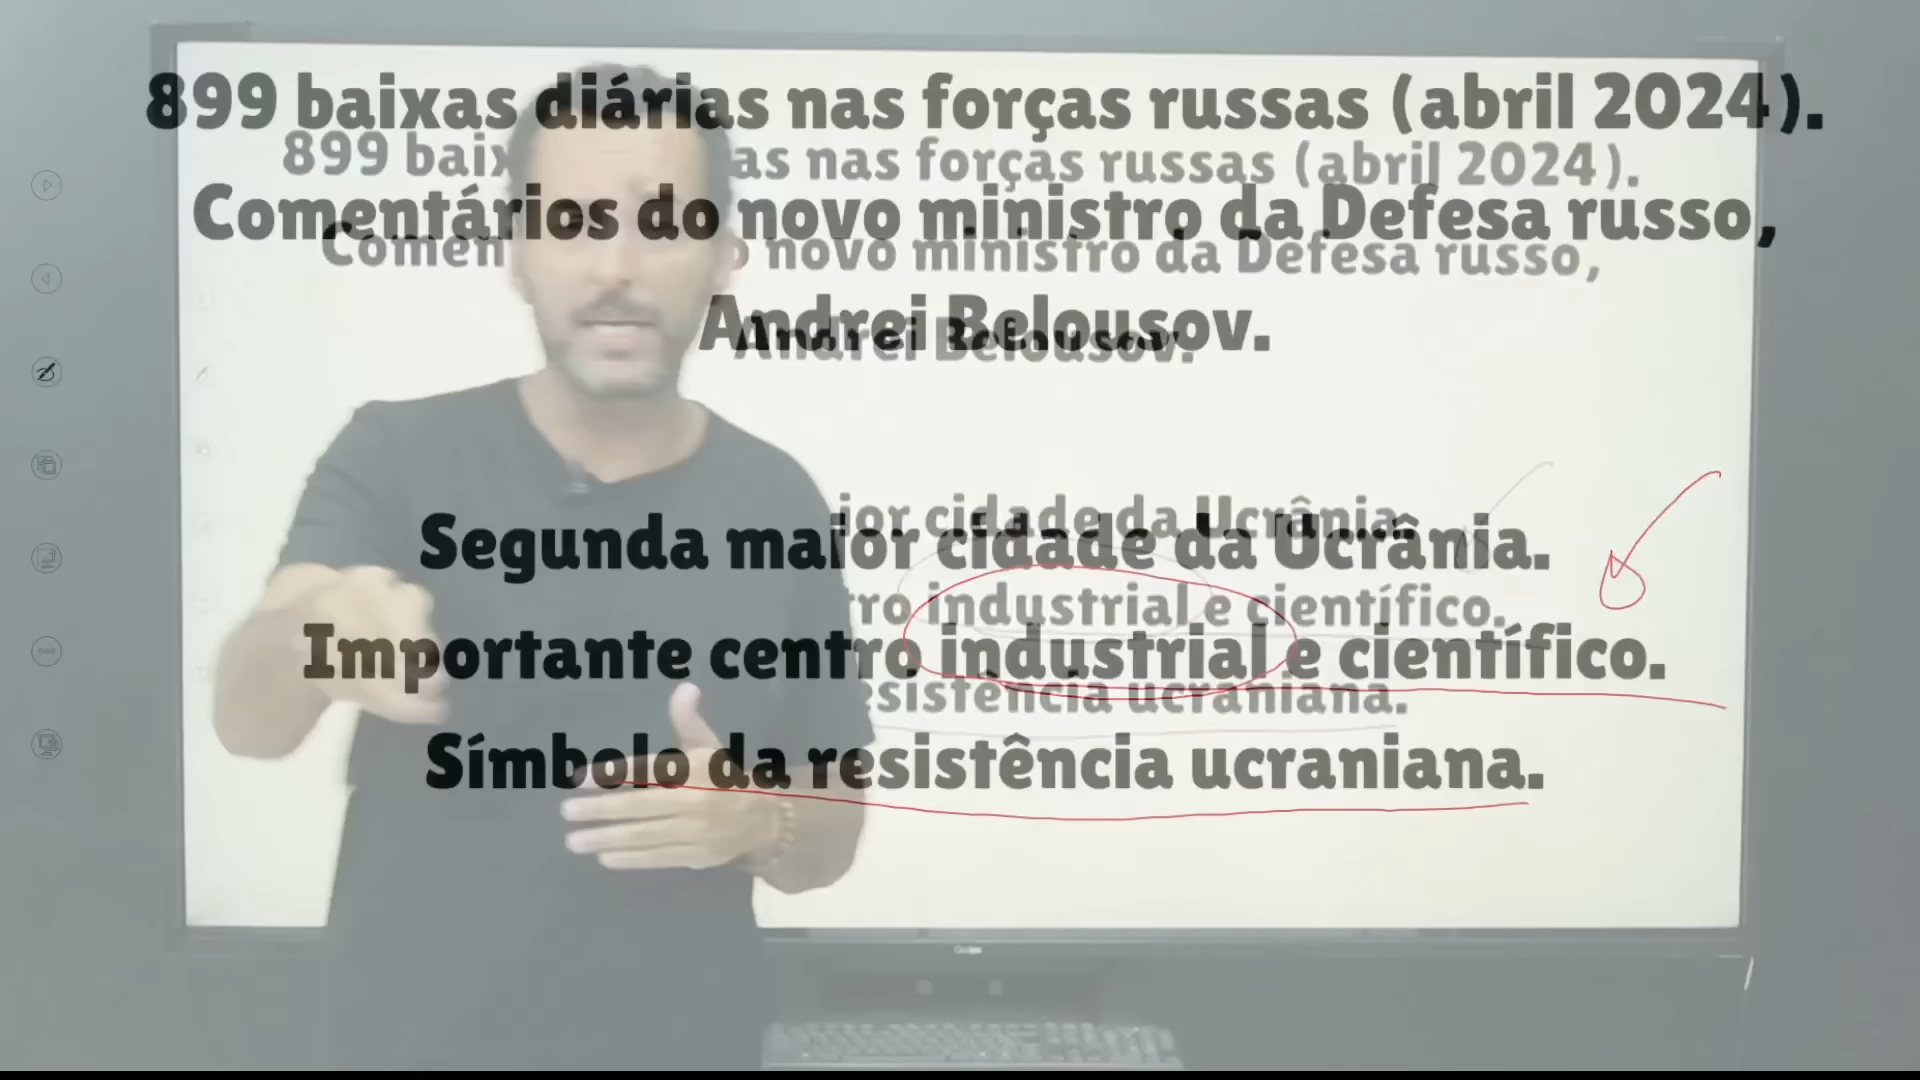 899 baixas diárias nas forças russas (abril 2024).
Comentários do novo ministro da Defesa russo,
Andrei Belousov.
Segunda maior cidade da Ucrânia.
Importante centro industrial e científico.
Símbolo da resistência ucraniana.